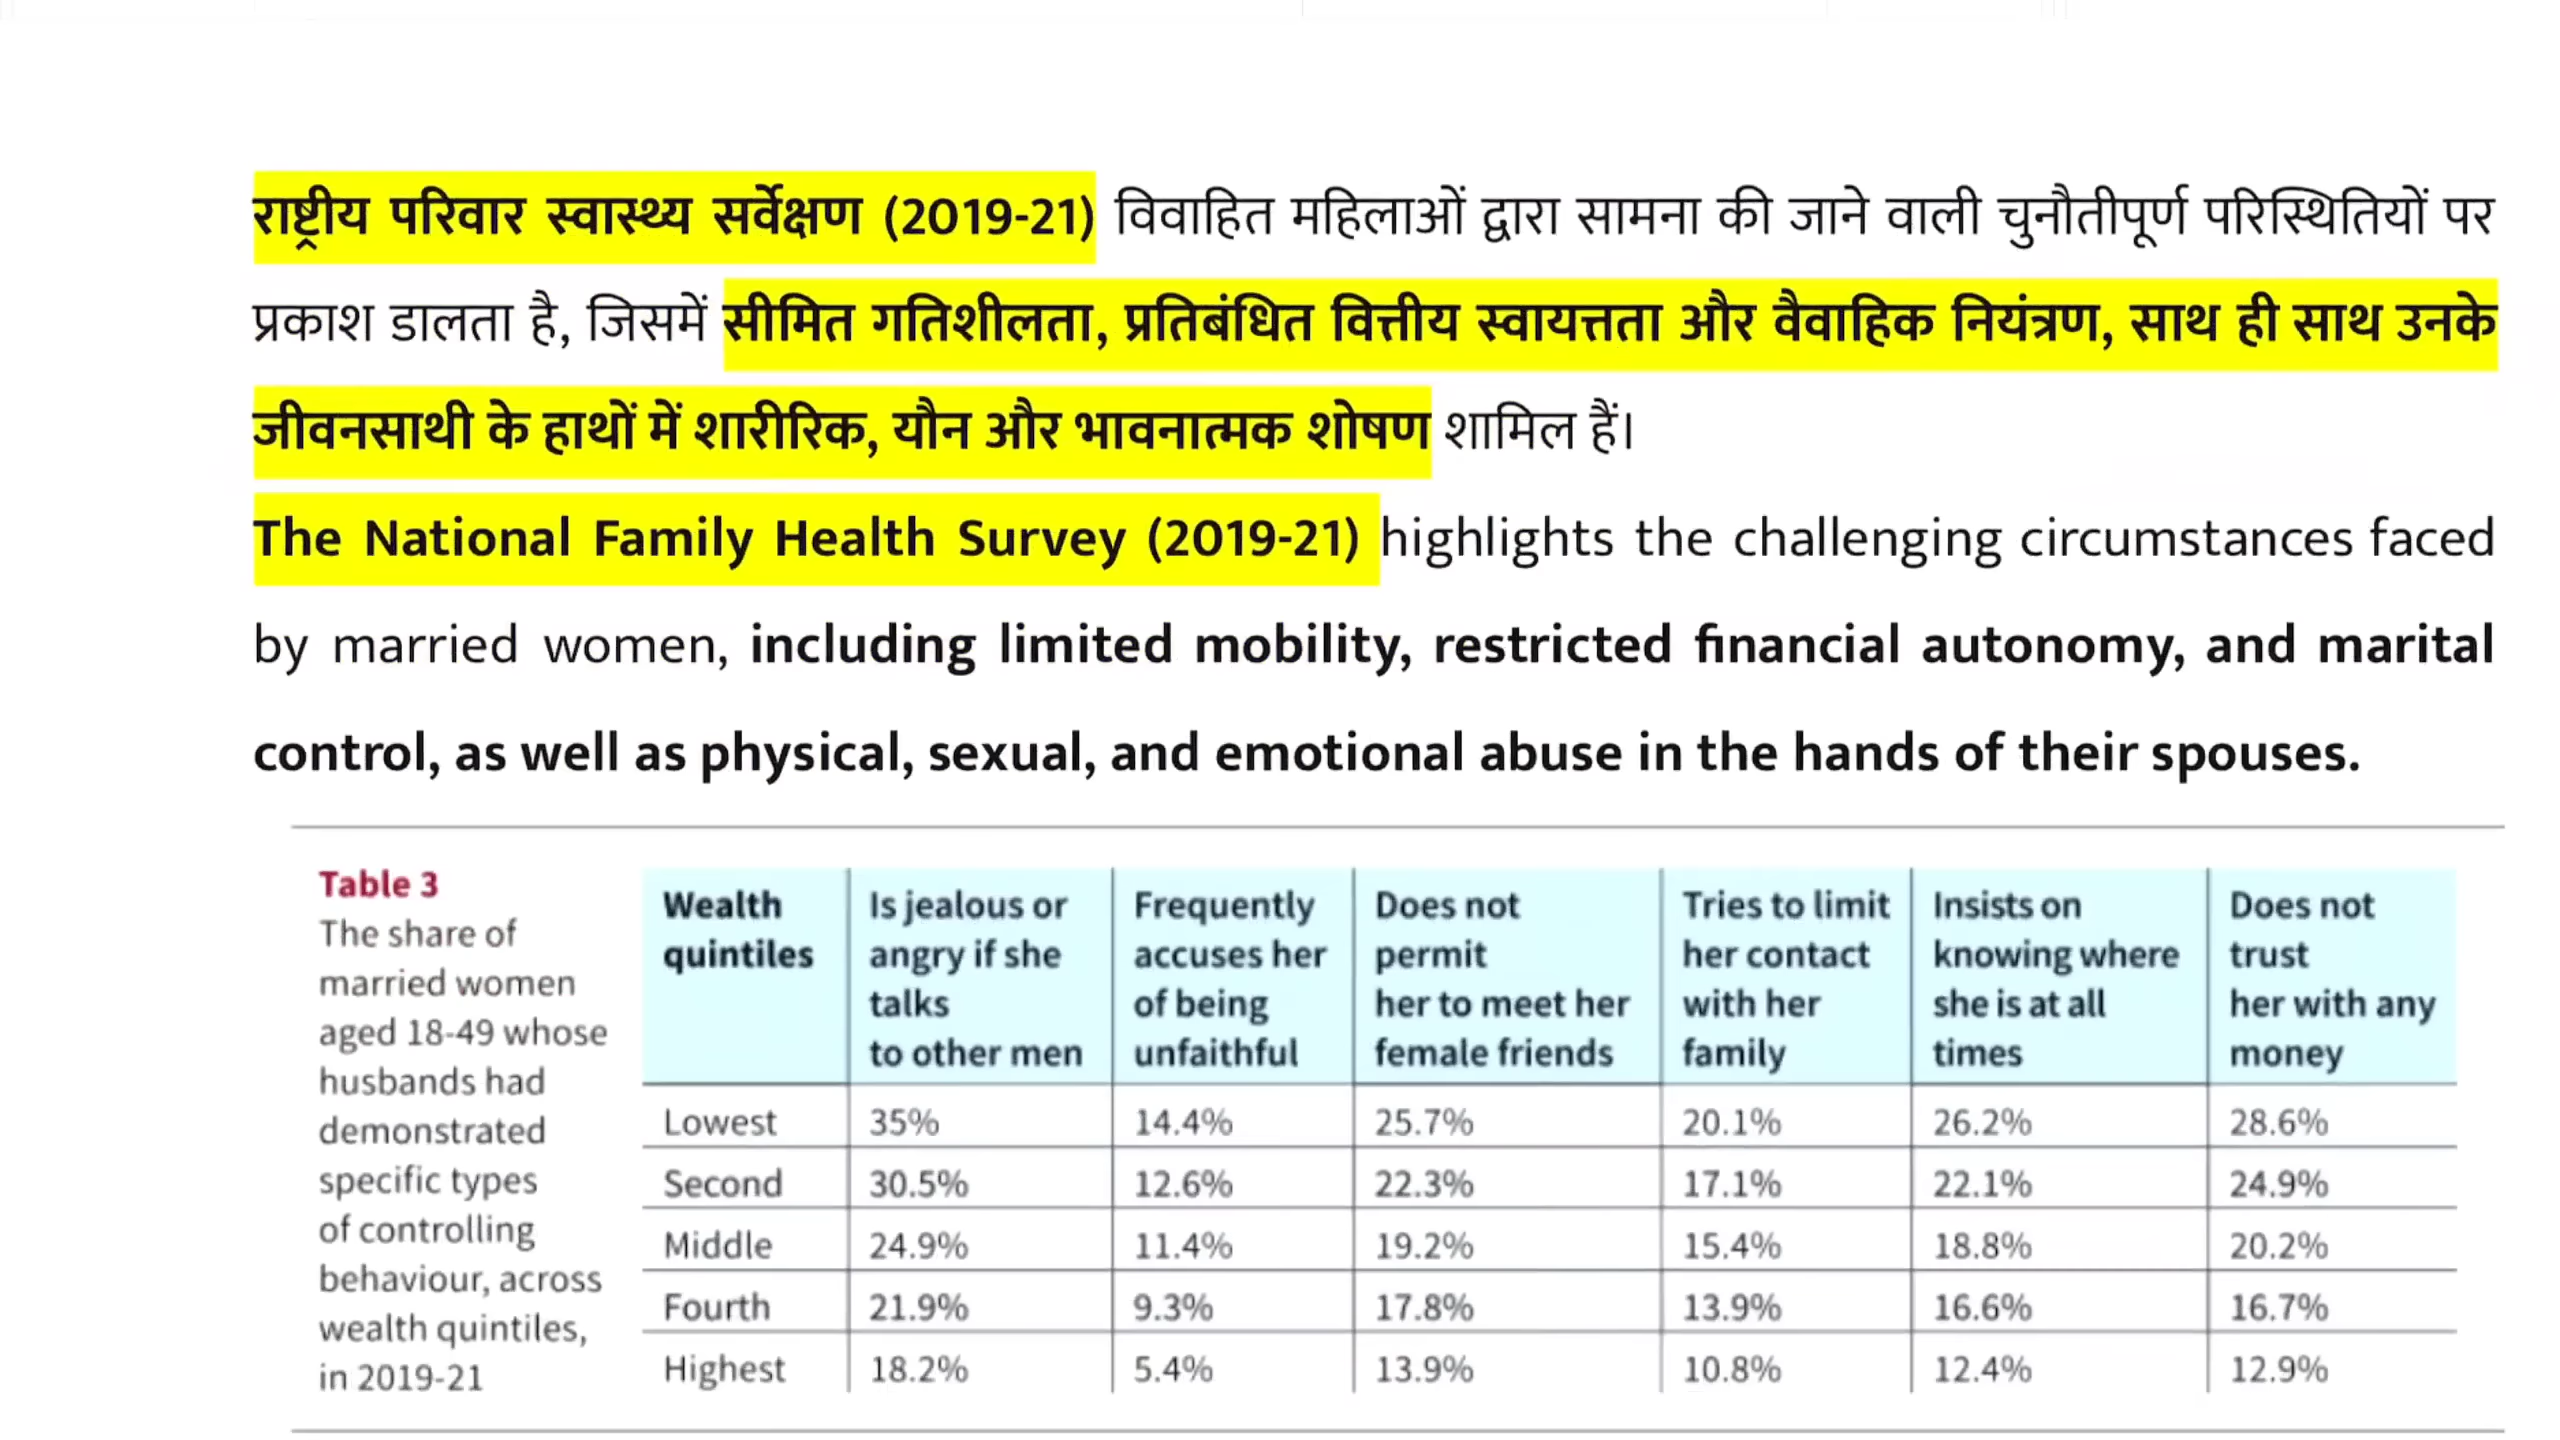 राष्ट्रीय परिवार स्वास्थ्य सर्वेक्षण (2019-21) विवाहित महिलाओं द्वारा सामना की जाने वाली चुनौतीपूर्ण परिस्थितियों पर
प्रकाश डालता है, जिसमें सीमित गतिशीलता, प्रतिबंधित वित्तीय स्वायत्तता और वैवाहिक नियंत्रण, साथ ही साथ उनके
जीवनसाथी के हाथों में शारीरिक, यौन और भावनात्मक शोषण शामिल हैं।
The National Family Health Survey (2019-21) highlights the challenging circumstances faced
by married women, including limited mobility, restricted financial autonomy, and marital
control, as well as physical, sexual, and emotional abuse in the hands of their spouses.
Table 3
The share of
married women
aged 18-49 whose
husbands had
demonstrated
specific types
of controlling
behaviour, across
wealth quintiles,
in 2019-21
Wealth
quintiles
Is jealous or
angry if she
talks
to other men
Frequently
accuses her
of being
unfaithful
Does not
permit
her to meet her
female friends
Tries to limit
her contact
with her
family
Insists on
knowing where
she is at all
times
Does not
trust
her with any
money
Lowest 35% 14.4% 25.7% 20.1% 26.2% 28.6%
Second 30.5% 12.6% 22.3% 17.1% 22.1% 24.9%
Middle 24.9% 11.4% 19.2% 15.4% 18.8% 20.2%
Fourth 21.9% 9.3% 17.8% 13.9% 16.6% 16.7%
Highest 18.2% 5.4% 13.9% 10.8% 12.4% 12.9%